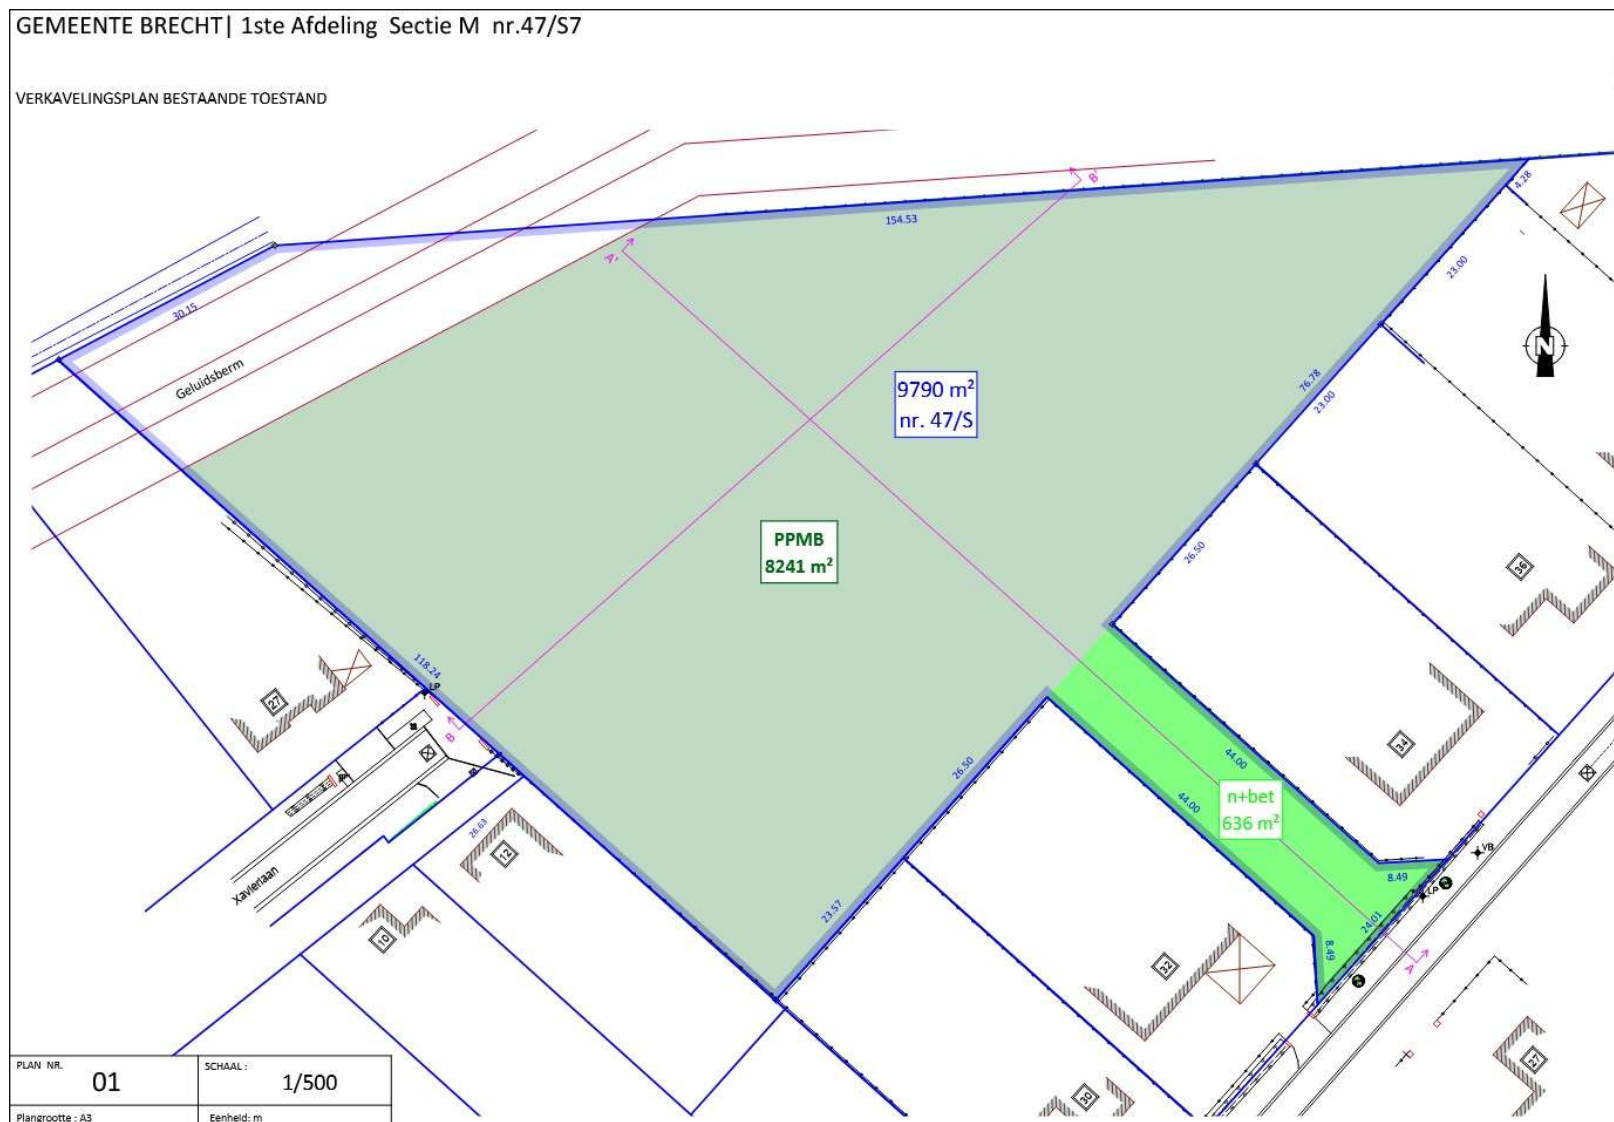 GEMEENTE BRECHT| 1ste Afdeling Sectie M nr.47/S7
VERKAVELINGSPLAN BESTAANDE TOESTAND
B'
4.28
154.53
A'
23.00
30.15
N
Geluidsberm
76.78
23.00
9790 m²
nr. 47/S
PPMB
8241 m²
26.50
36
118.24
LP
27
B
34
44.00
26.50
44.00
n+bet
636 m²
26.63
12
VB
8.49
LP
Xavierlaan
23.57
24.01
10
8.49
32
A
27
30
PLAN NR.
01
SCHAAL :
1/500
Plangrootte : A3
Eenheid: m